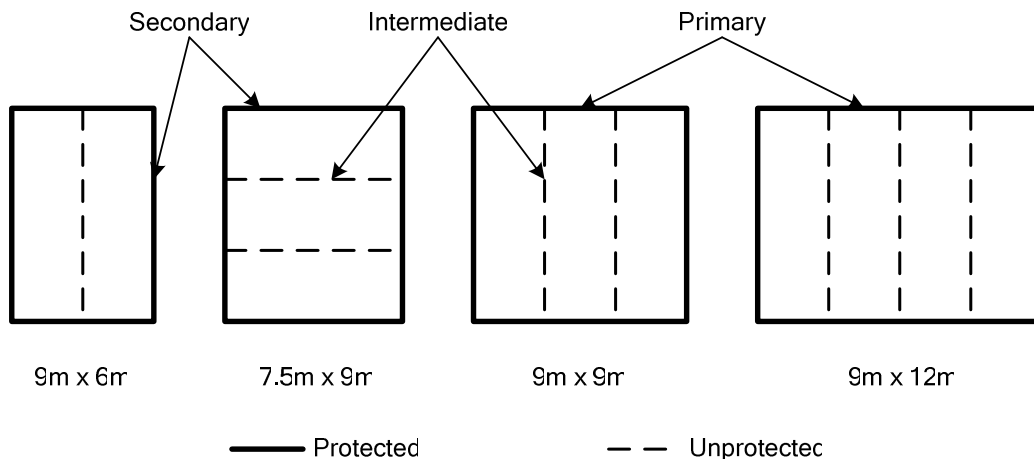 Secondary Intermediate Primary
9m x 6m 7.5m x 9m 9m x 9m 9m x 12m
Protected Unprotected